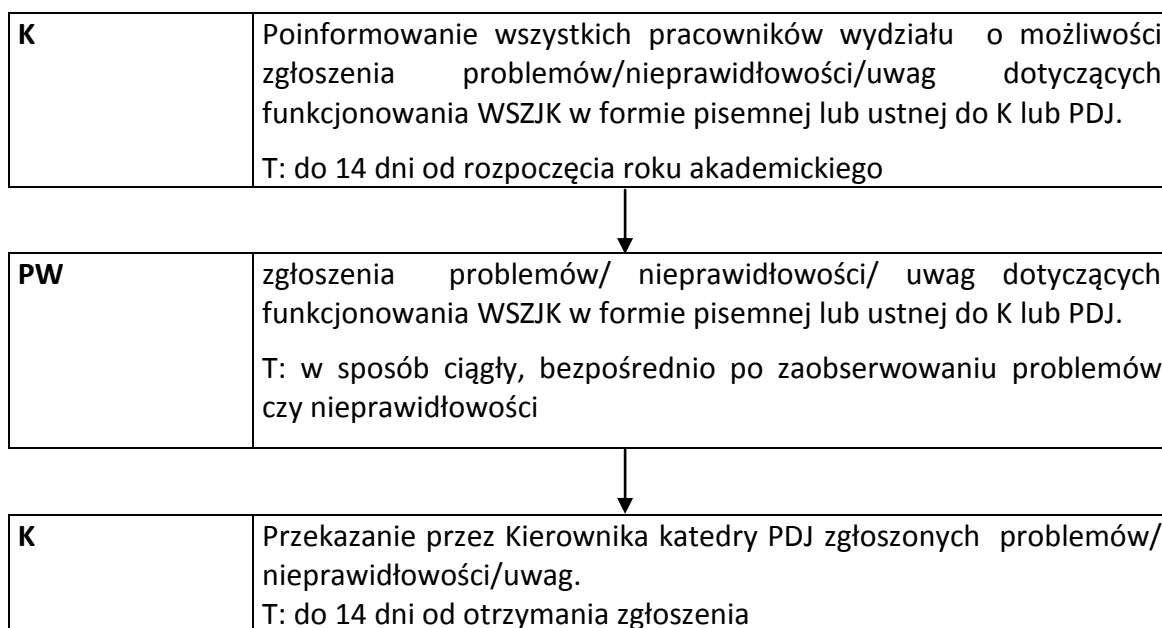 K
Poinformowanie wszystkich pracowników wydziału o możliwości
zgłoszenia problemów/nieprawidłowości/uwag dotyczących
funkcjonowania WSZJK w formie pisemnej lub ustnej do K lub PDJ.
T: do 14 dni od rozpoczęcia roku akademickiego
PW
zgłoszenia problemów/ nieprawidłowości/ uwag dotyczących
funkcjonowania WSZJK w formie pisemnej lub ustnej do K lub PDJ.
T: w sposób ciągły, bezpośrednio po zaobserwowaniu problemów
czy nieprawidłowości
K
Przekazanie przez Kierownika katedry PDJ zgłoszonych problemów/
nieprawidłowości/uwag.
T: do 14 dni od otrzymania zgłoszenia